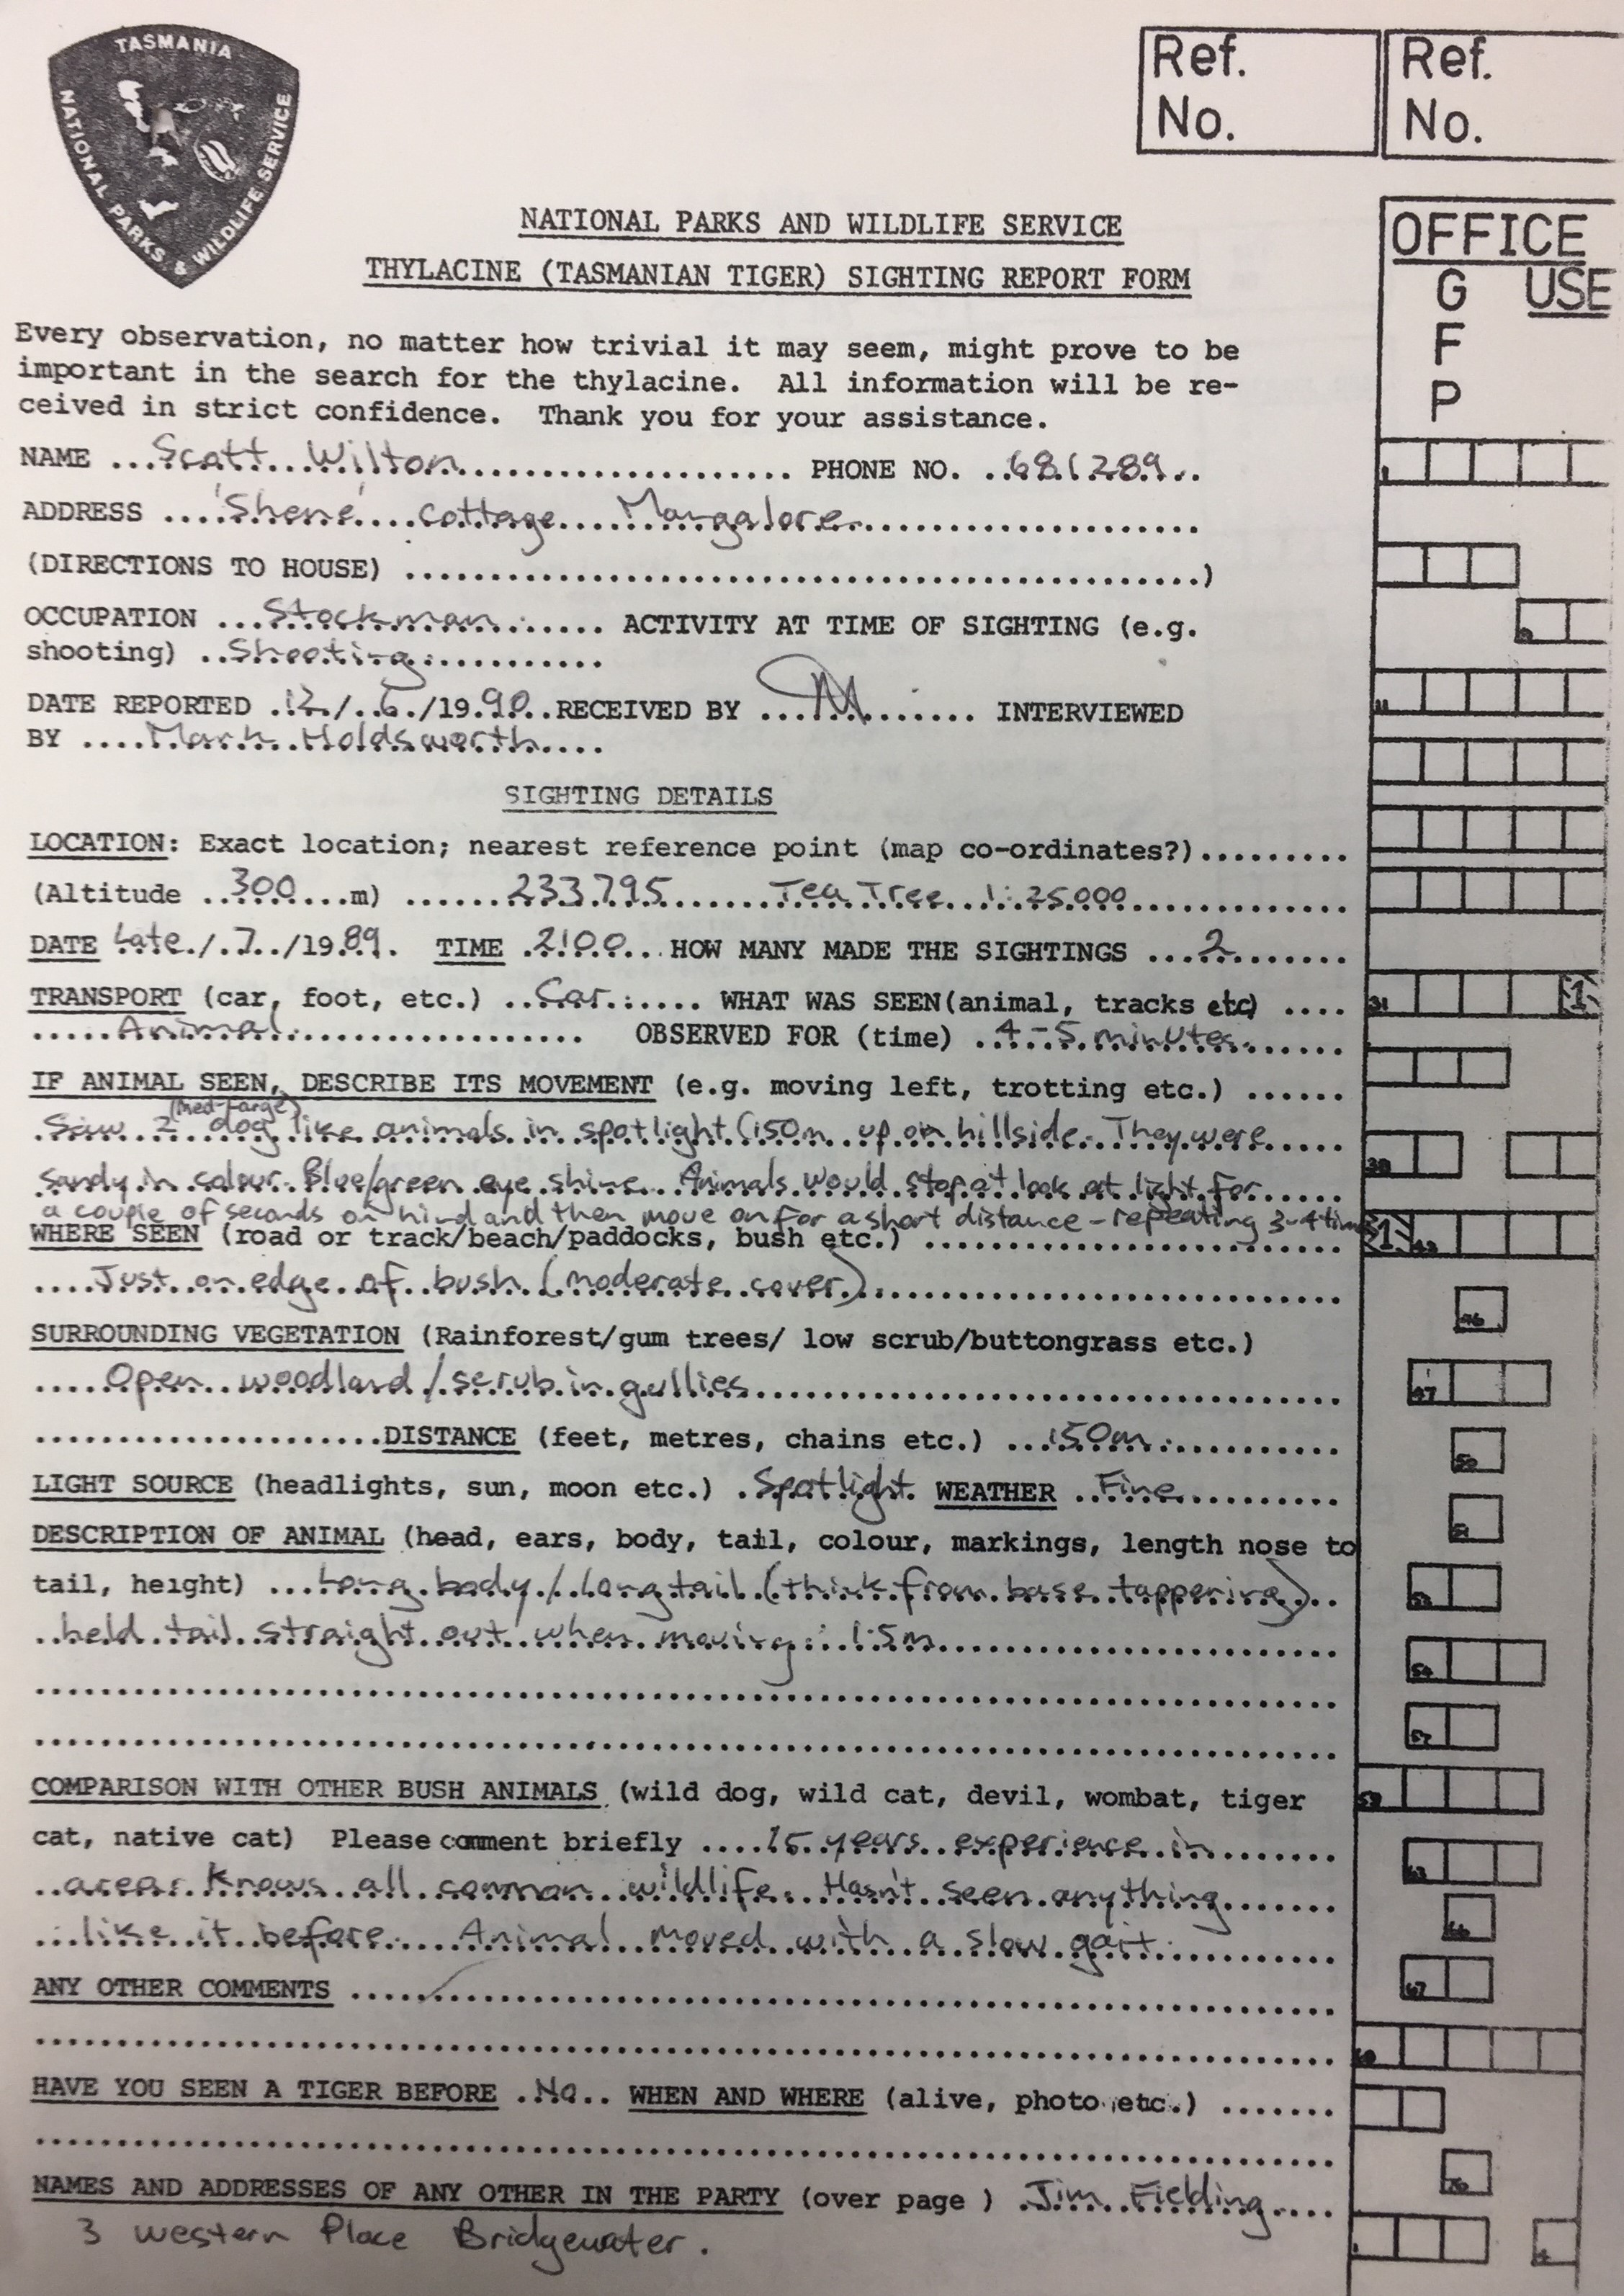 TASMANIA
NATIONAL PARKS & WILDLIFE SERVICE
Ref. No.
Ref. No.
OFFICE USE
G
F
P
NATIONAL PARKS AND WILDLIFE SERVICE
THYLACINE (TASMANIAN TIGER) SIGHTING REPORT FORM
Every observation, no matter how trivial it may seem, might prove to be
important in the search for the thylacine. All information will be re-
ceived in strict confidence. Thank you for your assistance.
NAME ...Scott Wilton... PHONE NO. ..681289..
ADDRESS ....'Shene' cottage Mangalore....
(DIRECTIONS TO HOUSE) ....)
OCCUPATION ...Stockman... ACTIVITY AT TIME OF SIGHTING (e.g.
shooting) ..Shooting....
DATE REPORTED .12./..6./19.90..RECEIVED BY ........ INTERVIEWED
BY ....Mark Holdsworth....
SIGHTING DETAILS
LOCATION: Exact location; nearest reference point (map co-ordinates?).........
(Altitude ..300...m) ......233795......Tea Tree 1:25000......
DATE Late./.7../19.89. TIME .2100... HOW MANY MADE THE SIGHTINGS ...2.......
TRANSPORT (car, foot, etc.) ..Car...... WHAT WAS SEEN(animal, tracks etc) ....
.....Animal..... OBSERVED FOR (time) ..4-5 minutes.......
IF ANIMAL SEEN, DESCRIBE ITS MOVEMENT (e.g. moving left, trotting etc.) ......
(med-large)
Saw 2 dog like animals in spotlight (150m up on hillside. They were
sandy in colour. Blue/green eye shine. Animals would stop at look at light for
a couple of seconds and then move on for a short distance - repeating 3-4 times
WHERE SEEN (road or track/beach/paddocks, bush etc.) ......
....Just on edge of bush (moderate cover)......
SURROUNDING VEGETATION (Rainforest/gum trees/ low scrub/buttongrass etc.)
....Open woodland / scrub in gullies......
......DISTANCE (feet, metres, chains etc.) ...150m......
LIGHT SOURCE (headlights, sun, moon etc.) .Spotlight. WEATHER ..Fine......
DESCRIPTION OF ANIMAL (head, ears, body, tail, colour, markings, length nose to
tail, height) ...Long body / Long tail (think from base tappering)..
..held tail straight out when moving. 1.5m......
COMPARISON WITH OTHER BUSH ANIMALS (wild dog, wild cat, devil, wombat, tiger
cat, native cat) Please comment briefly ....15 years experience in......
..area. Knows all common wildlife. Hasn't seen anything......
...like it before. Animal moved with a slow gait.......
ANY OTHER COMMENTS ......
HAVE YOU SEEN A TIGER BEFORE .No.. WHEN AND WHERE (alive, photo etc.) .......
NAMES AND ADDRESSES OF ANY OTHER IN THE PARTY (over page ) .Jim Fielding....
3 Western Place Bridgewater.